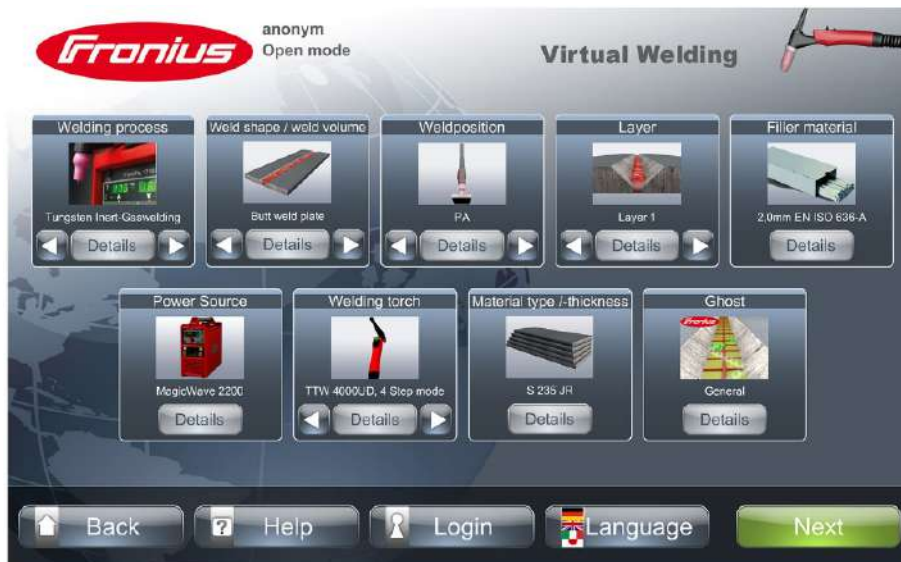 Fronius
anonym
Open mode
Virtual Welding
Welding process
Weld shape / weld volume
Weldposition
Layer
Filler material
Tungsten Inert-Gaswelding
Butt weld plate
PA
Layer 1
2,0mm EN ISO 636-A
Details
Details
Details
Details
Details
Power Source
Welding torch
Material type /-thickness
Ghost
Fronius
MagicWave 2200
TTW 4000UD, 4 Step mode
S 235 JR
General
Details
Details
Details
Details
Back
? Help
Login
Language
Next